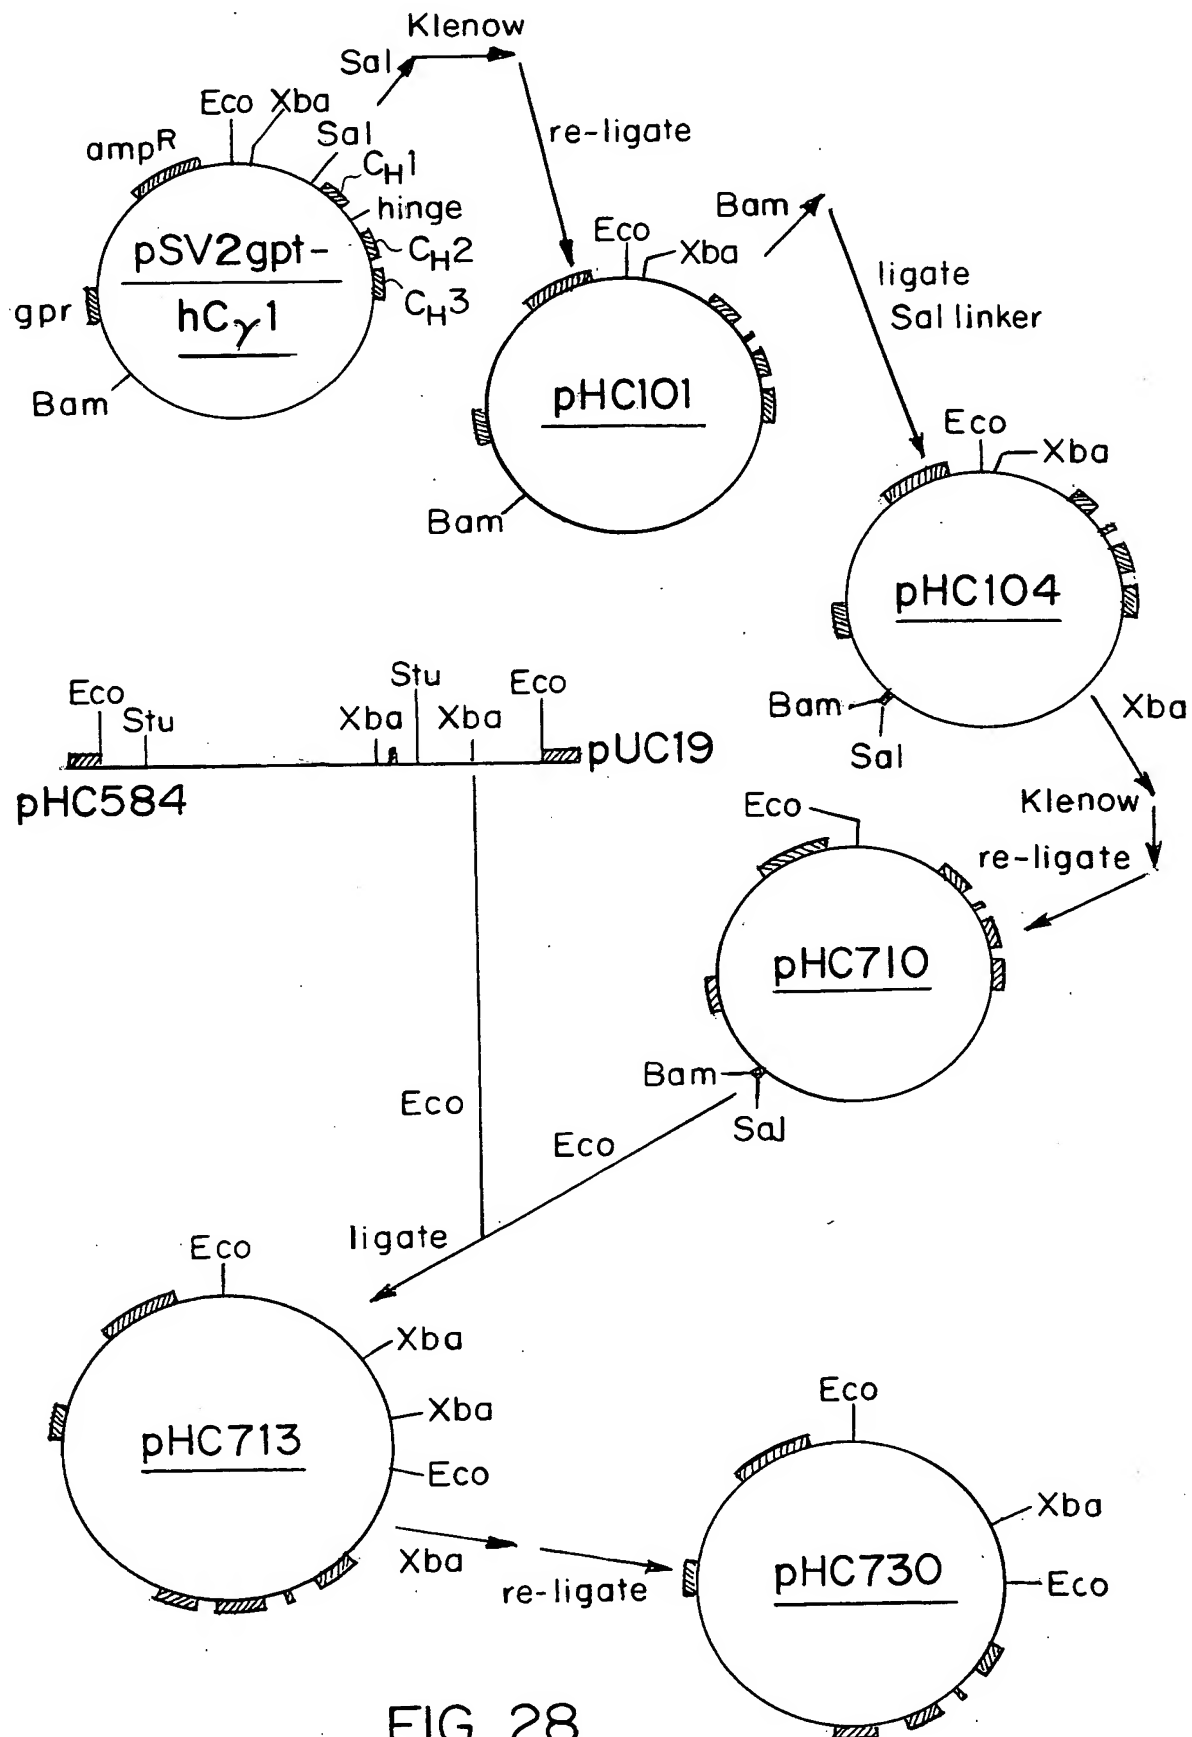 Klenow
Sal
Eco Xba
Sal
ampR
re-ligate
CH1
hinge
CH2
CH3
pSV2gpt-
hCγ1
gpr
Bam
Bam
Eco
Xba
ligate
Sal linker
pHC101
Bam
Eco
Xba
pHC104
Bam
Sal
Xba
Eco
Stu
Xba
Stu
Xba
Eco
pUC19
pHC584
Klenow
re-ligate
Eco
pHC710
Bam
Sal
Eco
Eco
ligate
Eco
Xba
Xba
Eco
pHC713
Xba
re-ligate
Eco
Xba
Eco
pHC730
FIG. 28